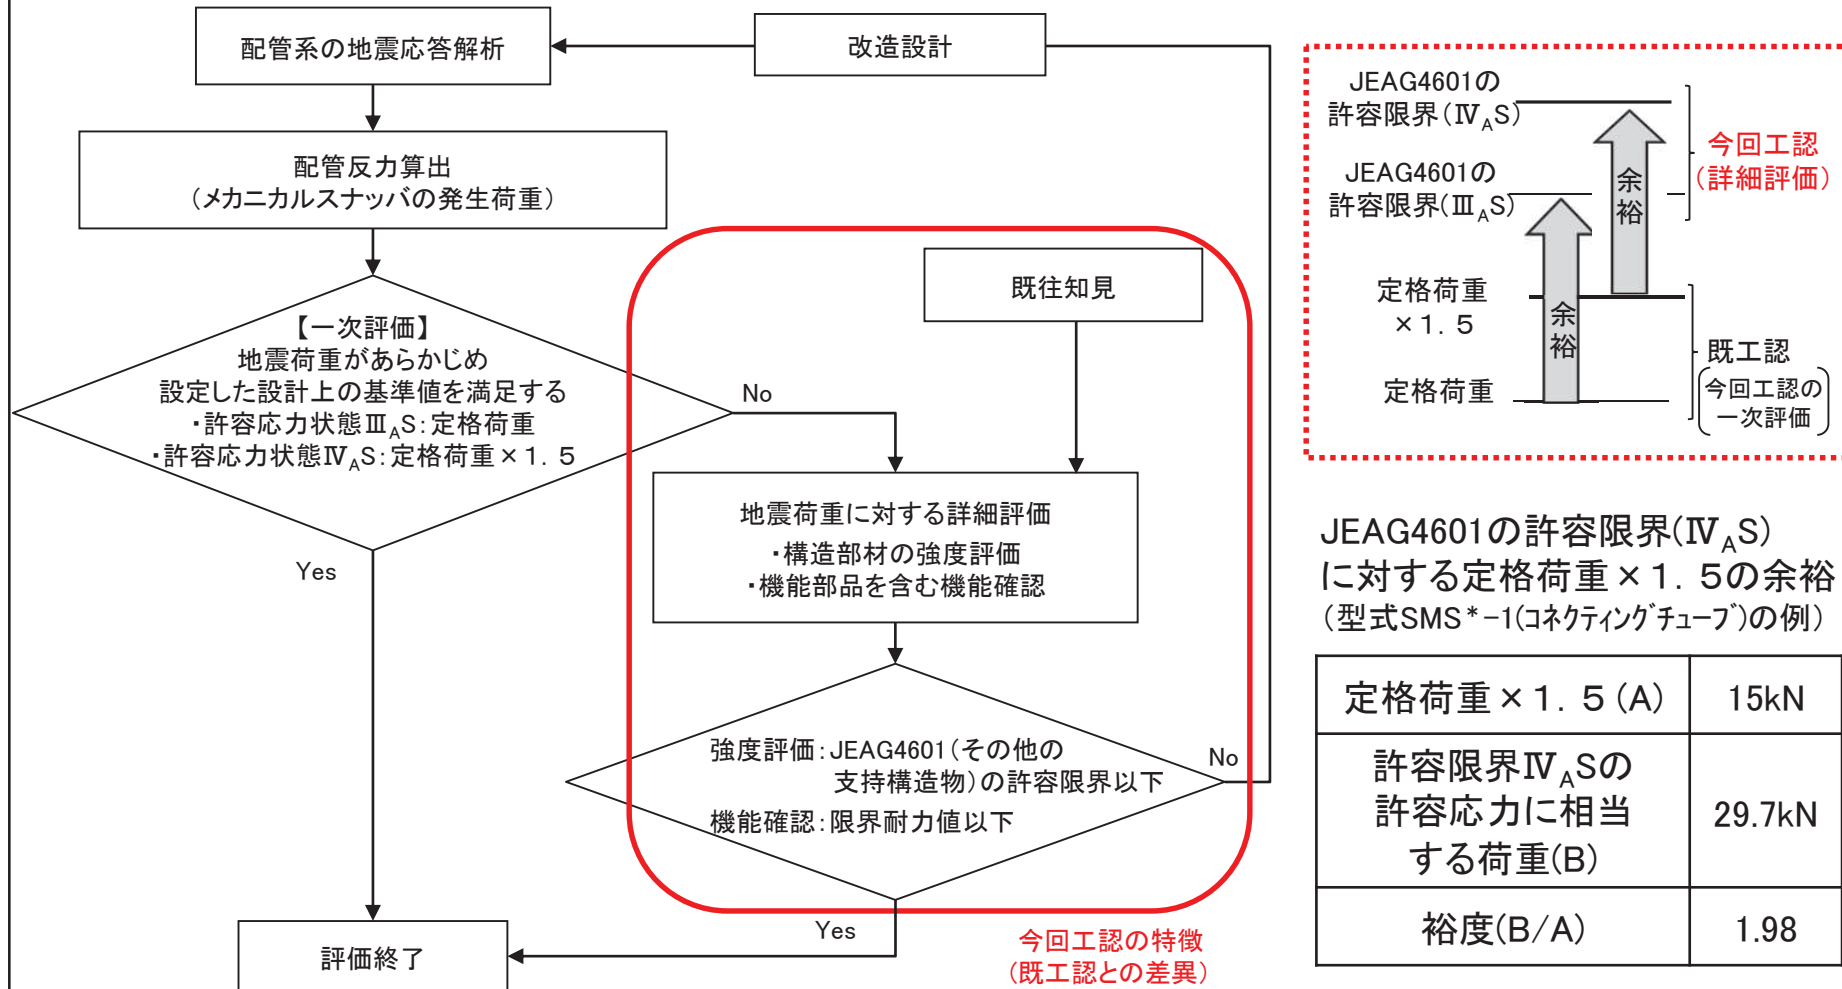 配管系の地震応答解析
改造設計
配管反力算出
(メカニカルスナッバの発生荷重)
【一次評価】
地震荷重があらかじめ
設定した設計上の基準値を満足する
・許容応力状態ⅢAS:定格荷重
・許容応力状態ⅣAS:定格荷重×1.5
No
Yes
既往知見
地震荷重に対する詳細評価
・構造部材の強度評価
・機能部品を含む機能確認
強度評価:JEAG4601(その他の
支持構造物)の許容限界以下
機能確認:限界耐力値以下
No
Yes
評価終了
今回工認の特徴
(既工認との差異)
JEAG4601の
許容限界(ⅣAS)
JEAG4601の
許容限界(ⅢAS)
定格荷重
×1.5
定格荷重
余裕
余裕
今回工認
(詳細評価)
既工認
今回工認の
一次評価
JEAG4601の許容限界(ⅣAS)
に対する定格荷重×1.5の余裕
(型式SMS*-1(コネクティングチューブ)の例)
定格荷重×1.5(A) 15kN
許容限界ⅣASの
許容応力に相当
する荷重(B)
29.7kN
裕度(B/A) 1.98